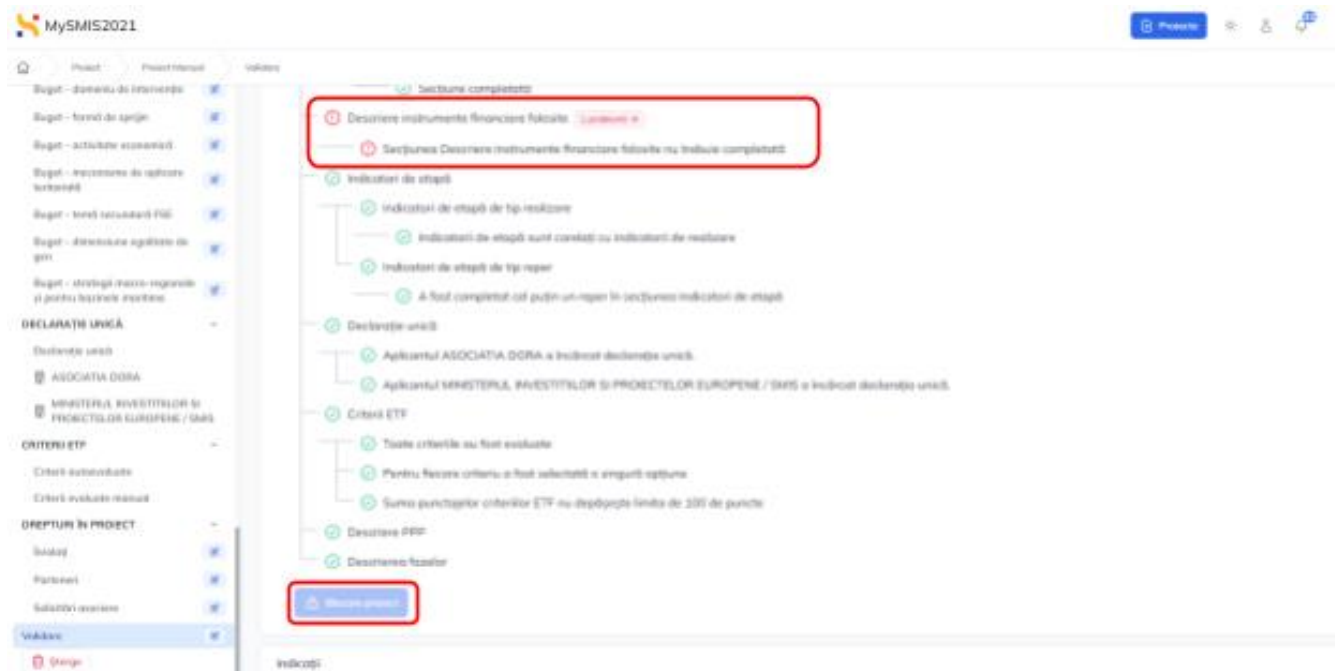 MySMIS2021
Proiecte
Proiect
Validare
Buget - domeniu de intervenție
Buget - formă de sprijin
Buget - activitate economică
Buget - mecanisme de aplicare
teritorială
Buget - temă secundară FSE
Buget - dimensiune egalitate de
gen
Buget - strategii macro-regionale
și pentru bazinele maritime
DECLARAȚIE UNICĂ
Declarație unică
ASOCIATIA DORA
MINISTERUL INVESTITIILOR SI
PROIECTELOR EUROPENE / SMIS
CRITERII ETF
Criterii autoevaluate
Criterii evaluate manual
DREPTURI ÎN PROIECT
Parteneri
Validare
Șterge
Secțiune completată
Descriere instrumente financiare folosite
Secțiunea Descriere instrumente financiare folosite nu trebuie completată
Indicatori de etapă
Indicatori de etapă de tip realizare
Indicatori de etapă sunt corelați cu indicatorii de realizare
Indicatori de etapă de tip reper
A fost completat cel puțin un reper în secțiunea indicatori de etapă
Declarație unică
Aplicantul ASOCIATIA DORA a încărcat declarația unică.
Aplicantul MINISTERUL INVESTITIILOR SI PROIECTELOR EUROPENE / SMIS a încărcat declarația unică.
Criterii ETF
Toate criteriile au fost evaluate
Pentru fiecare criteriu a fost selectată o singură opțiune
Suma punctajelor criteriilor ETF nu depășește limita de 100 de puncte
Descriere PPP
Descrierea fazelor
Blocare proiect
Indicații